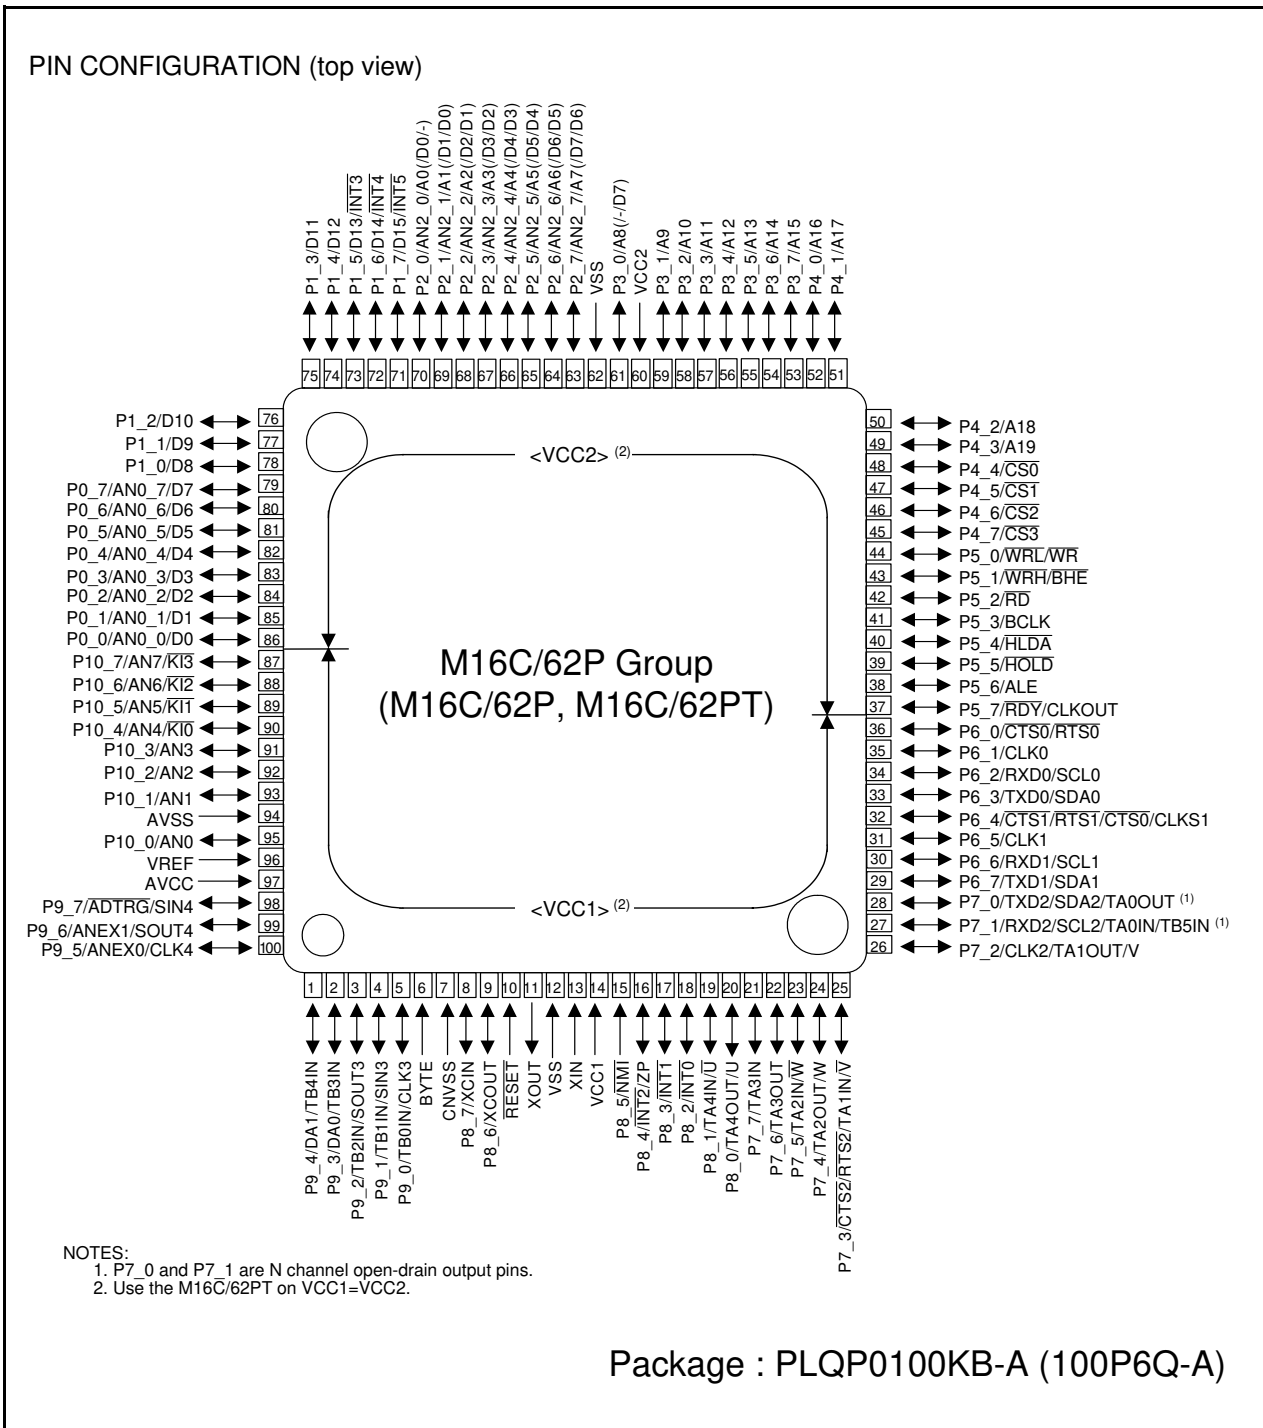 PIN CONFIGURATION (top view)
P1_3/D11
P1_4/D12
P1_5/D13/INT3
P1_6/D14/INT4
P1_7/D15/INT5
P2_0/AN2_0/A0(/D0/-)
P2_1/AN2_1/A1(/D1/D0)
P2_2/AN2_2/A2(/D2/D1)
P2_3/AN2_3/A3(/D3/D2)
P2_4/AN2_4/A4(/D4/D3)
P2_5/AN2_5/A5(/D5/D4)
P2_6/AN2_6/A6(/D6/D5)
P2_7/AN2_7/A7(/D7/D6)
VSS
P3_0/A8(/-/D7)
VCC2
P3_1/A9
P3_2/A10
P3_3/A11
P3_4/A12
P3_5/A13
P3_6/A14
P3_7/A15
P4_0/A16
P4_1/A17
75 74 73 72 71 70 69 68 67 66 65 64 63 62 61 60 59 58 57 56 55 54 53 52 51
P1_2/D10 76
P1_1/D9 77
P1_0/D8 78
P0_7/AN0_7/D7 79
P0_6/AN0_6/D6 80
P0_5/AN0_5/D5 81
P0_4/AN0_4/D4 82
P0_3/AN0_3/D3 83
P0_2/AN0_2/D2 84
P0_1/AN0_1/D1 85
P0_0/AN0_0/D0 86
P10_7/AN7/KI3 87
P10_6/AN6/KI2 88
P10_5/AN5/KI1 89
P10_4/AN4/KI0 90
P10_3/AN3 91
P10_2/AN2 92
P10_1/AN1 93
AVSS 94
P10_0/AN0 95
VREF 96
AVCC 97
P9_7/ADTRG/SIN4 98
P9_6/ANEX1/SOUT4 99
P9_5/ANEX0/CLK4 100
<VCC2> (2)
M16C/62P Group
(M16C/62P, M16C/62PT)
<VCC1> (2)
50 P4_2/A18
49 P4_3/A19
48 P4_4/CS0
47 P4_5/CS1
46 P4_6/CS2
45 P4_7/CS3
44 P5_0/WRL/WR
43 P5_1/WRH/BHE
42 P5_2/RD
41 P5_3/BCLK
40 P5_4/HLDA
39 P5_5/HOLD
38 P5_6/ALE
37 P5_7/RDY/CLKOUT
36 P6_0/CTS0/RTS0
35 P6_1/CLK0
34 P6_2/RXD0/SCL0
33 P6_3/TXD0/SDA0
32 P6_4/CTS1/RTS1/CTS0/CLKS1
31 P6_5/CLK1
30 P6_6/RXD1/SCL1
29 P6_7/TXD1/SDA1
28 P7_0/TXD2/SDA2/TA0OUT (1)
27 P7_1/RXD2/SCL2/TA0IN/TB5IN (1)
26 P7_2/CLK2/TA1OUT/V
1 2 3 4 5 6 7 8 9 10 11 12 13 14 15 16 17 18 19 20 21 22 23 24 25
P9_4/DA1/TB4IN
P9_3/DA0/TB3IN
P9_2/TB2IN/SOUT3
P9_1/TB1IN/SIN3
P9_0/TB0IN/CLK3
BYTE
CNVSS
P8_7/XCIN
P8_6/XCOUT
RESET
XOUT
VSS
XIN
VCC1
P8_5/NMI
P8_4/INT2/ZP
P8_3/INT1
P8_2/INT0
P8_1/TA4IN/U
P8_0/TA4OUT/U
P7_7/TA3IN
P7_6/TA3OUT
P7_5/TA2IN/W
P7_4/TA2OUT/W
P7_3/CTS2/RTS2/TA1IN/V
NOTES:
1. P7_0 and P7_1 are N channel open-drain output pins.
2. Use the M16C/62PT on VCC1=VCC2.
Package : PLQP0100KB-A (100P6Q-A)